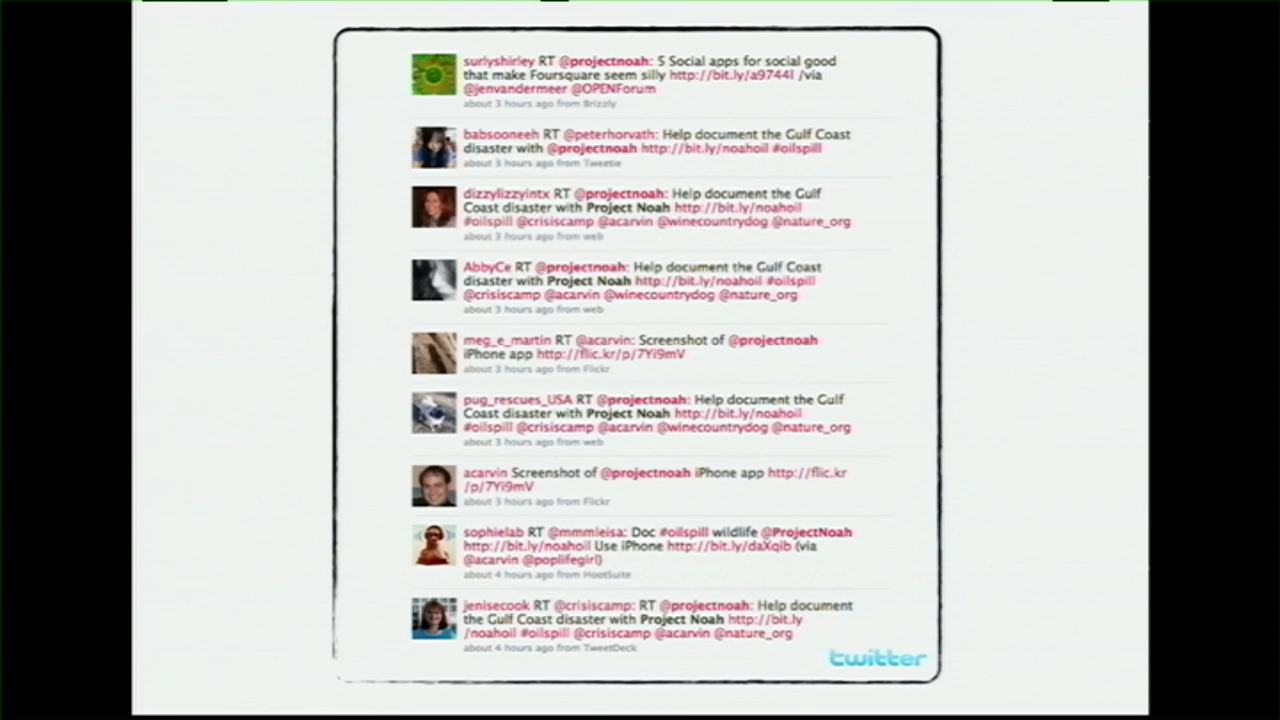 surlyshirley RT @projectnoah: 5 Social apps for social good
that make Foursquare seem silly http://bit.ly/a9744I /via
@jenvandermeer @OPENForum
about 3 hours ago from Brizzly
babsooneeh RT @peterhorvath: Help document the Gulf Coast
disaster with @projectnoah http://bit.ly/noahoil #oilspill
about 3 hours ago from Tweetie
dizzylizzyintx RT @projectnoah: Help document the Gulf
Coast disaster with Project Noah http://bit.ly/noahoil
#oilspill @crisiscamp @acarvin @winecountrydog @nature_org
about 3 hours ago from web
AbbyCe RT @projectnoah: Help document the Gulf Coast
disaster with Project Noah http://bit.ly/noahoil #oilspill
@crisiscamp @acarvin @winecountrydog @nature_org
about 3 hours ago from web
meg_e_martin RT @acarvin: Screenshot of @projectnoah
iPhone app http://flic.kr/p/7Yi9mV
about 3 hours ago from Flickr
pug_rescues_USA RT @projectnoah: Help document the Gulf
Coast disaster with Project Noah http://bit.ly/noahoil
#oilspill @crisiscamp @acarvin @winecountrydog @nature_org
about 3 hours ago from web
acarvin Screenshot of @projectnoah iPhone app http://flic.kr
/p/7Yi9mV
about 3 hours ago from Flickr
sophielab RT @mmmleisa: Doc #oilspill wildlife @ProjectNoah
http://bit.ly/noahoil Use iPhone http://bit.ly/daXqib (via
@acarvin @poplifegirl)
about 4 hours ago from HootSuite
jenisecook RT @crisiscamp: RT @projectnoah: Help document
the Gulf Coast disaster with Project Noah http://bit.ly
/noahoil #oilspill @crisiscamp @acarvin @nature_org
about 4 hours ago from TweetDeck
twitter